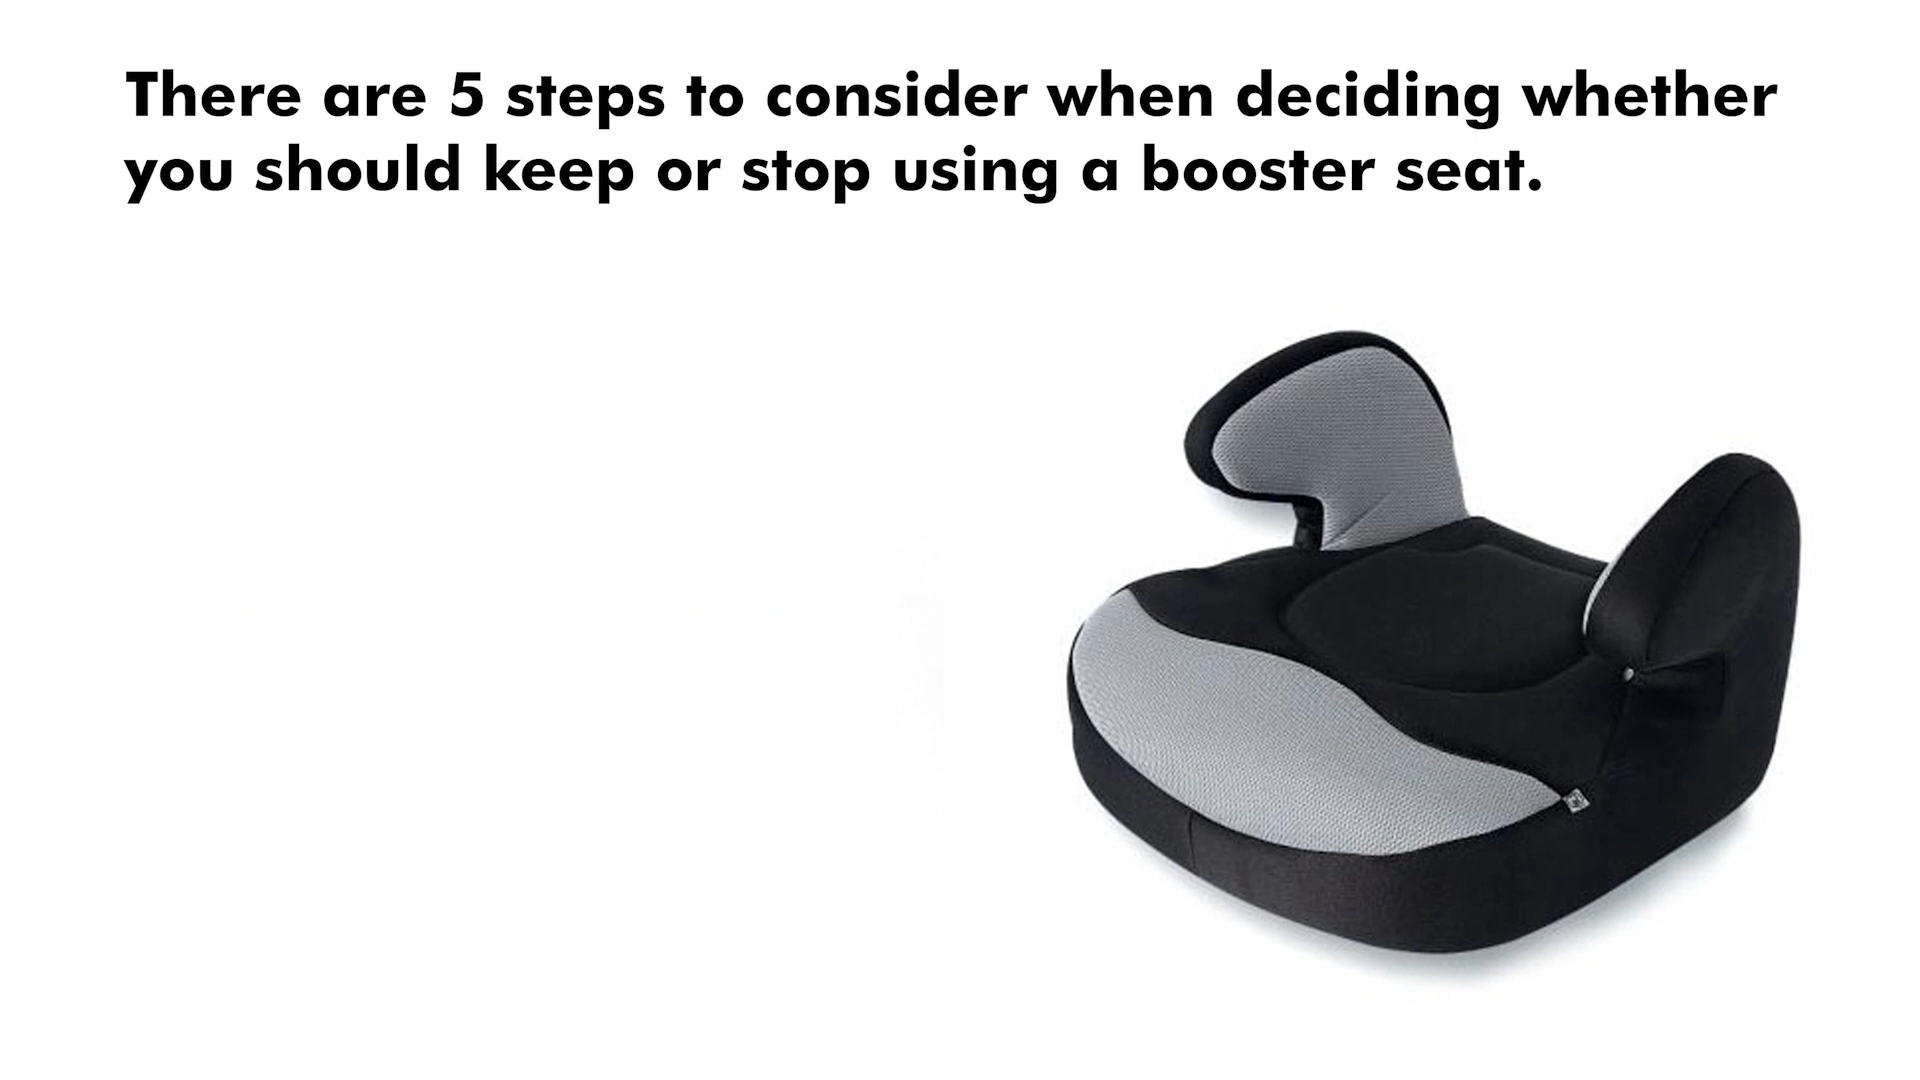 There are 5 steps to consider when deciding whether
you should keep or stop using a booster seat.